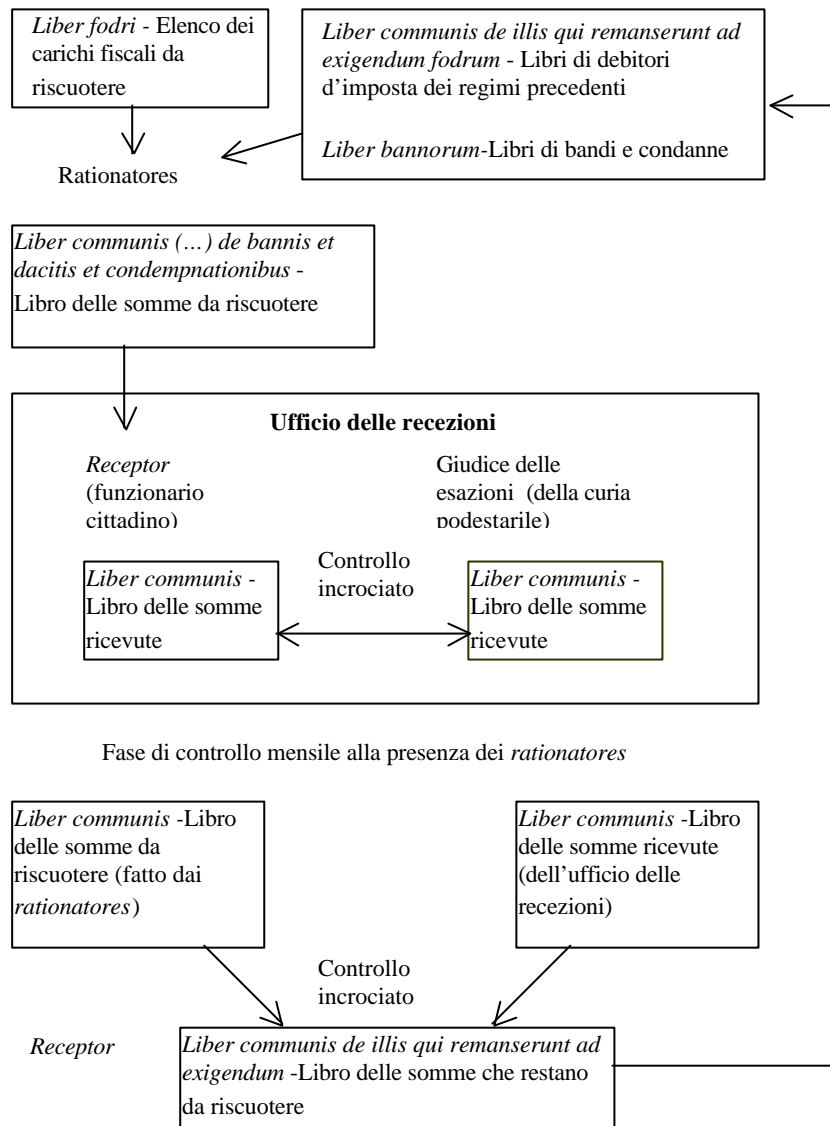 Liber fodri - Elenco dei
carichi fiscali da
riscuotere
Liber communis de illis qui remanserunt ad
exigendum fodrum - Libri di debitori
d'imposta dei regimi precedenti
Liber bannorum-Libri di bandi e condanne
Rationatores
Liber communis (…) de bannis et
dacitis et condempnationibus -
Libro delle somme da riscuotere
Ufficio delle recezioni
Receptor
(funzionario
cittadino)
Giudice delle
esazioni (della curia
podestarile)
Controllo
incrociato
Liber communis -
Libro delle somme
ricevute
Liber communis -
Libro delle somme
ricevute
Fase di controllo mensile alla presenza dei rationatores
Liber communis -Libro
delle somme da
riscuotere (fatto dai
rationatores)
Liber communis -Libro
delle somme ricevute
(dell'ufficio delle
recezioni)
Controllo
incrociato
Receptor
Liber communis de illis qui remanserunt ad
exigendum -Libro delle somme che restano
da riscuotere